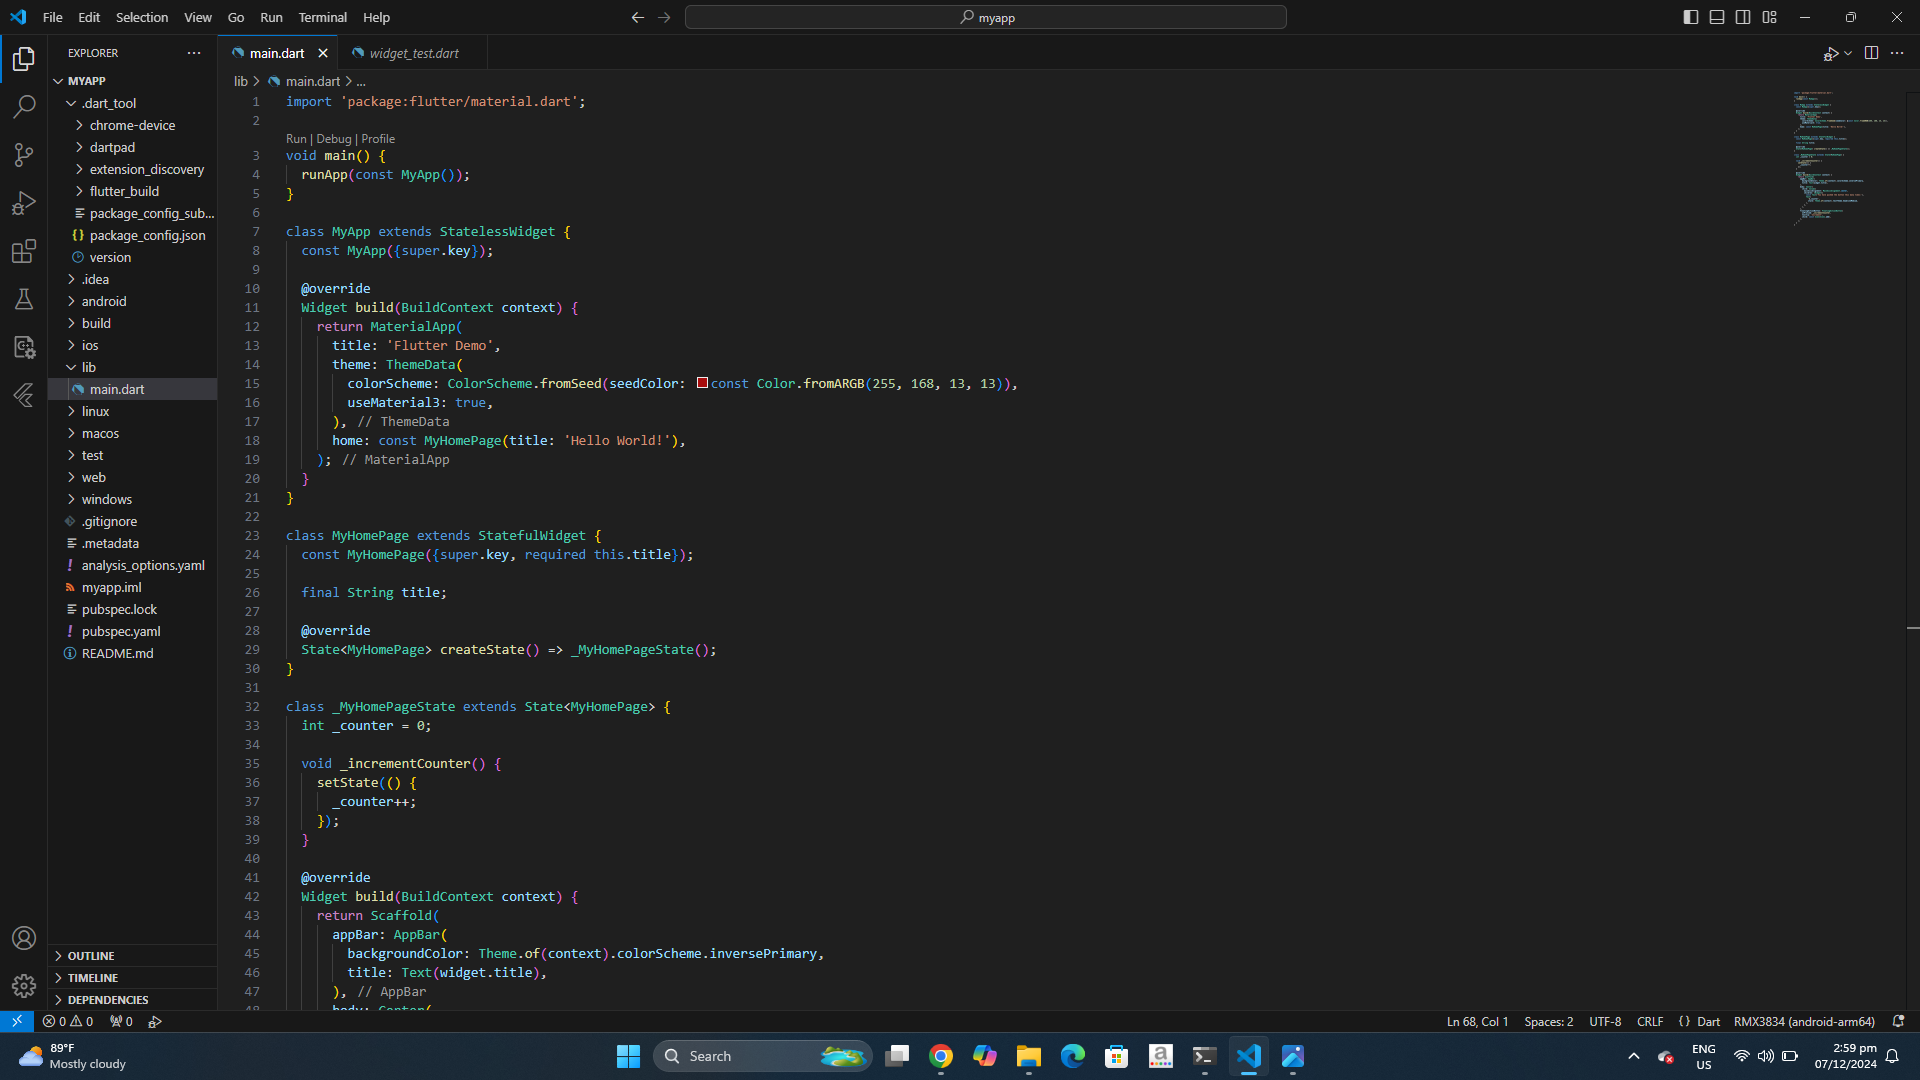 File Edit Selection View Go Run Terminal Help
myapp
EXPLORER
MYAPP
.dart_tool
chrome-device
dartpad
extension_discovery
flutter_build
package_config_sub...
package_config.json
version
.idea
android
build
ios
lib
main.dart
linux
macos
test
web
windows
.gitignore
.metadata
analysis_options.yaml
myapp.iml
pubspec.lock
pubspec.yaml
README.md
OUTLINE
TIMELINE
DEPENDENCIES
main.dart widget_test.dart
lib > main.dart > ...
1 import 'package:flutter/material.dart';
2
Run | Debug | Profile
3 void main() {
4 runApp(const MyApp());
5 }
6
7 class MyApp extends StatelessWidget {
8 const MyApp({super.key});
9
10 @override
11 Widget build(BuildContext context) {
12 return MaterialApp(
13 title: 'Flutter Demo',
14 theme: ThemeData(
15 colorScheme: ColorScheme.fromSeed(seedColor: const Color.fromARGB(255, 168, 13, 13)),
16 useMaterial3: true,
17 ), // ThemeData
18 home: const MyHomePage(title: 'Hello World!'),
19 ); // MaterialApp
20 }
21 }
22
23 class MyHomePage extends StatefulWidget {
24 const MyHomePage({super.key, required this.title});
25
26 final String title;
27
28 @override
29 State<MyHomePage> createState() => _MyHomePageState();
30 }
31
32 class _MyHomePageState extends State<MyHomePage> {
33 int _counter = 0;
34
35 void _incrementCounter() {
36 setState(() {
37 _counter++;
38 });
39 }
40
41 @override
42 Widget build(BuildContext context) {
43 return Scaffold(
44 appBar: AppBar(
45 backgroundColor: Theme.of(context).colorScheme.inversePrimary,
46 title: Text(widget.title),
47 ), // AppBar
48 body: Center(
0 0 0
Ln 68, Col 1 Spaces: 2 UTF-8 CRLF {} Dart RMX3834 (android-arm64)
89°F
Mostly cloudy
Search
ENG
US
2:59 pm
07/12/2024